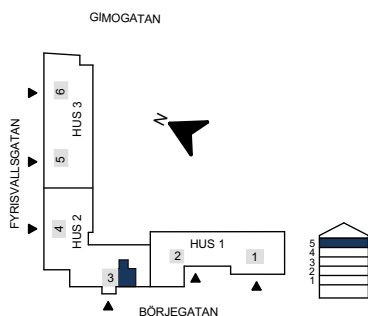 GIMOGATAN
FYRISVALLSGATAN
6
HUS 3
5
4
HUS 2
3
N
HUS 1
2
1
5
4
3
2
1
BÖRJEGATAN